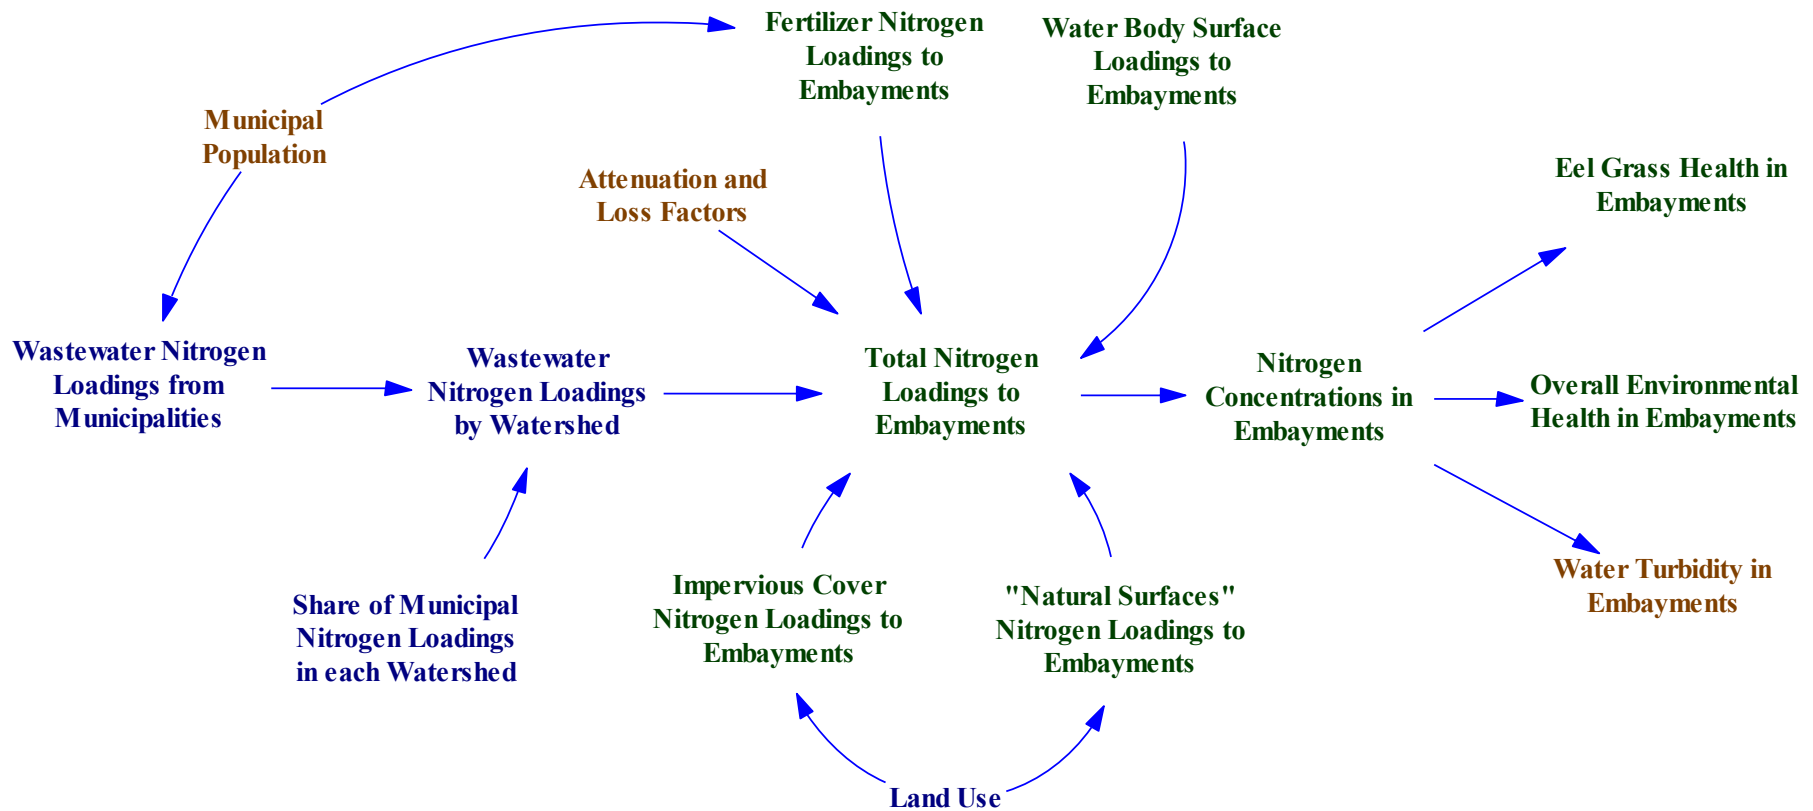 Fertilizer Nitrogen
Loadings to
Embayments
Water Body Surface
Loadings to
Embayments
Municipal
Population
Attenuation and
Loss Factors
Eel Grass Health in
Embayments
Wastewater Nitrogen
Loadings from
Municipalities
Wastewater
Nitrogen Loadings
by Watershed
Total Nitrogen
Loadings to
Embayments
Nitrogen
Concentrations in
Embayments
Overall Environmental
Health in Embayments
Water Turbidity in
Embayments
Share of Municipal
Nitrogen Loadings
in each Watershed
Impervious Cover
Nitrogen Loadings to
Embayments
"Natural Surfaces"
Nitrogen Loadings to
Embayments
Land Use